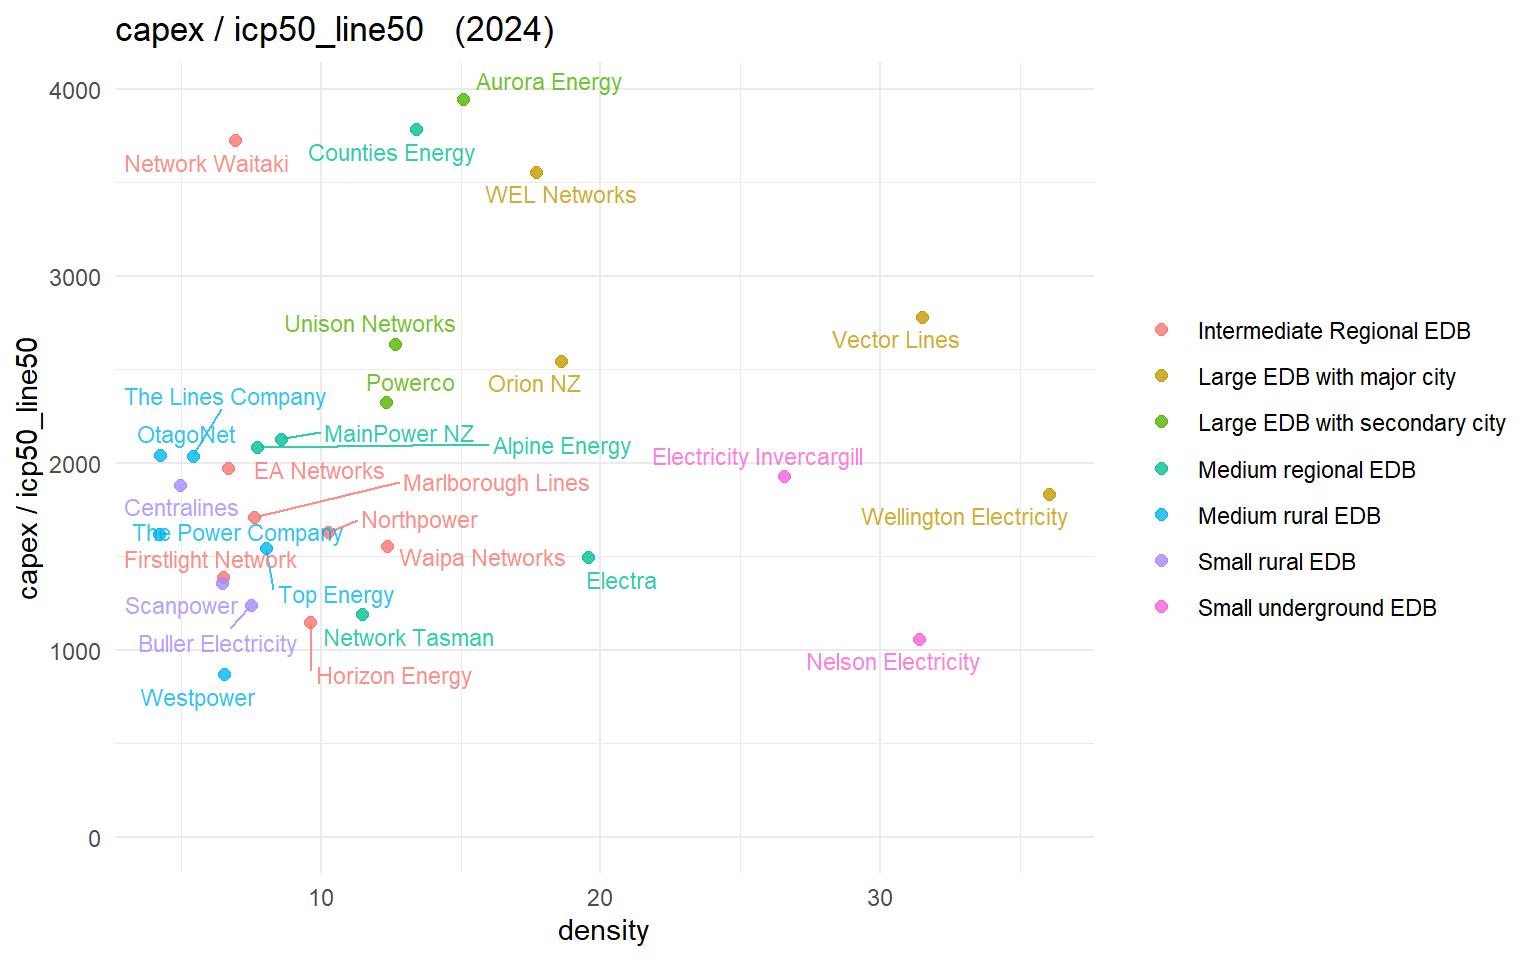 capex / icp50_line50 (2024)
Aurora Energy
4000
Counties Energy
Network Waitaki
WEL Networks
3000
Unison Networks
Vector Lines
Powerco
Orion NZ
The Lines Company
OtagoNet
MainPower NZ
Alpine Energy
2000
Electricity Invercargill
EA Networks
Marlborough Lines
Centralines
Northpower
Wellington Electricity
The Power Company
Firstlight Network
Waipa Networks
Electra
Top Energy
Scanpower
Network Tasman
Buller Electricity
1000
Nelson Electricity
Horizon Energy
Westpower
0
10
20
30
density
capex / icp50_line50
Intermediate Regional EDB
Large EDB with major city
Large EDB with secondary city
Medium regional EDB
Medium rural EDB
Small rural EDB
Small underground EDB